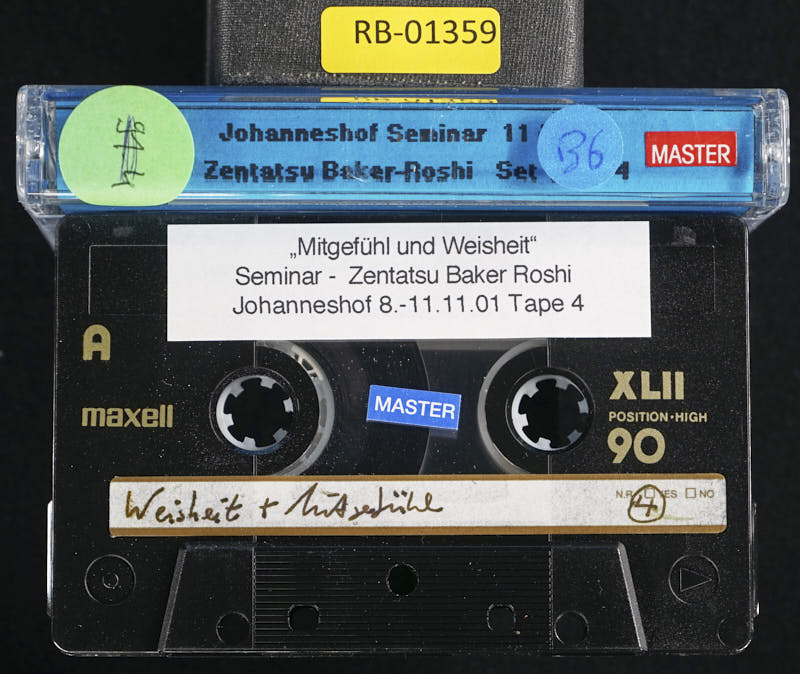 RB-01359
Johanneshof Seminar 11
B6
MASTER
Zentatsu Baker-Roshi Set 4
„Mitgefühl und Weisheit“
Seminar - Zentatsu Baker Roshi
Johanneshof 8.-11.11.01 Tape 4
A
maxell
MASTER
XLII
POSITION·HIGH
90
Weisheit + Mitgefühl
N.R. YES NO
4